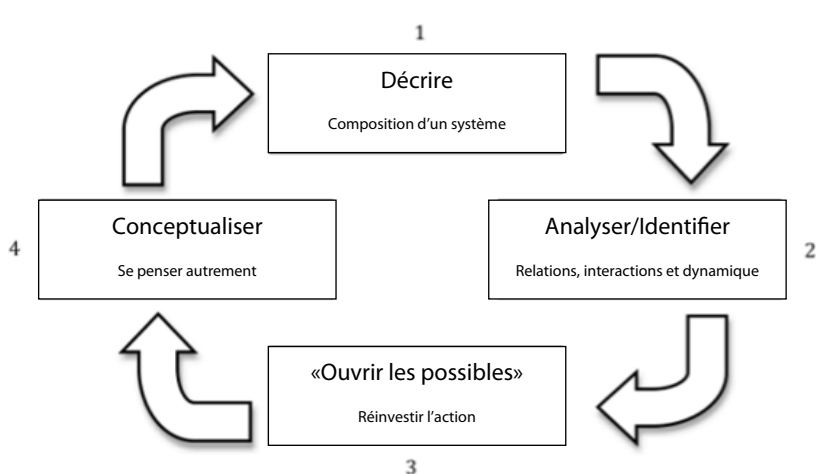 1
Décrire
Composition d'un système
Analyser/Identifier
Relations, interactions et dynamique
2
«Ouvrir les possibles»
Réinvestir l'action
3
Conceptualiser
Se penser autrement
4